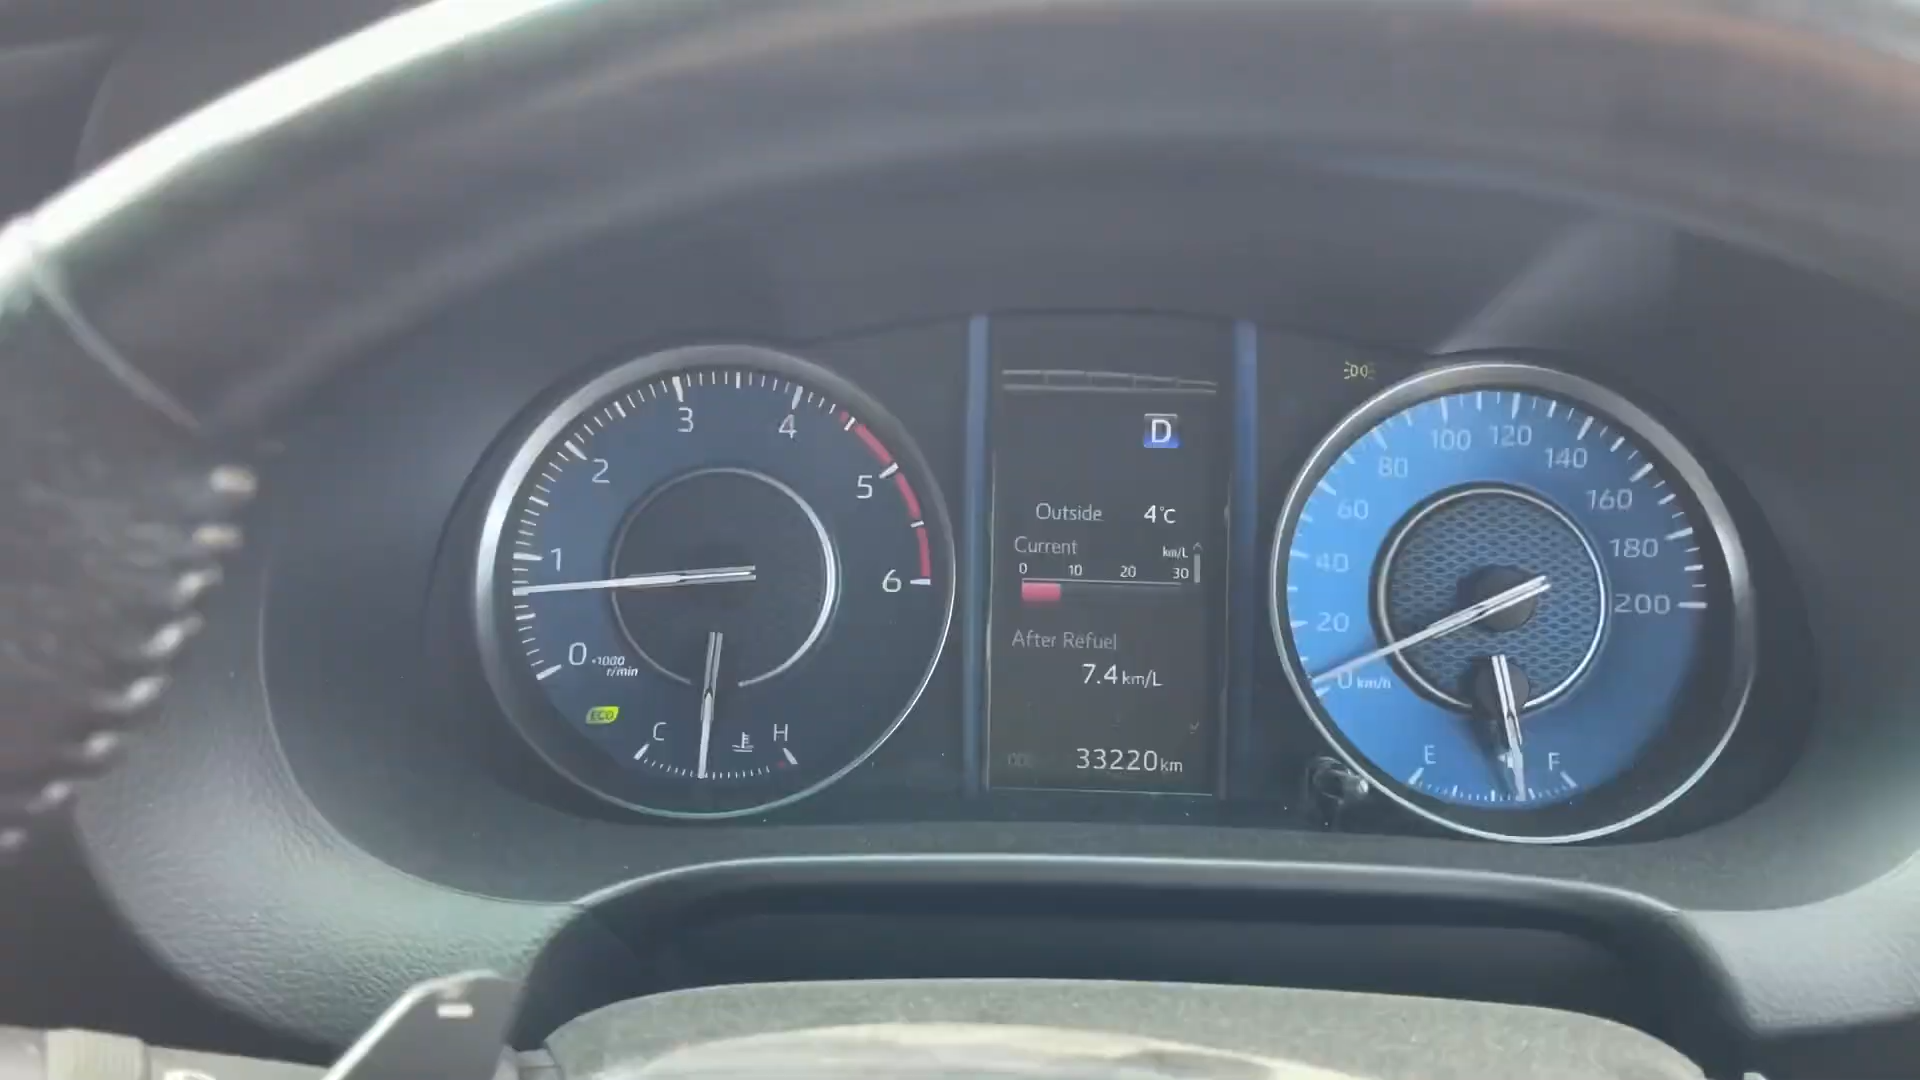 0
1
2
3
4
5
6
×1000
r/min
ECO
C
H
D
Outside 4°C
Current km/L
0 10 20 30
After Refuel
7.4 km/L
ODO 33220 km
0 km/h
20
40
60
80
100
120
140
160
180
200
E
F